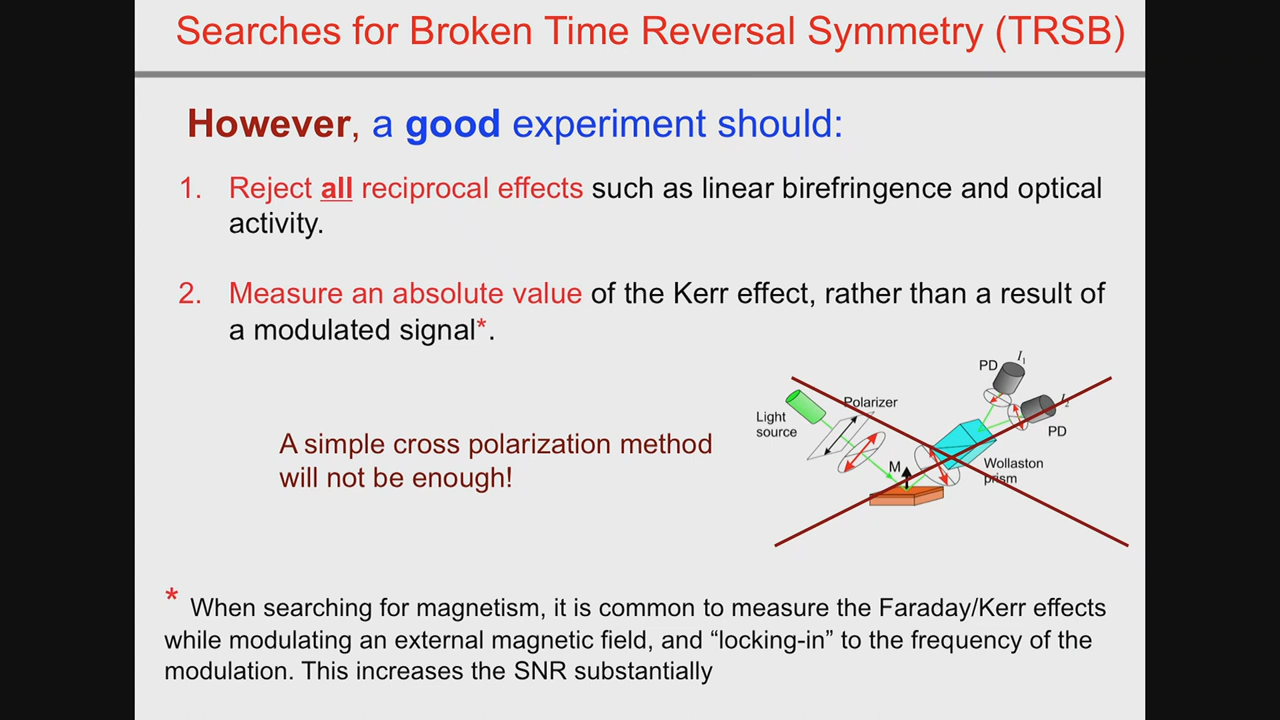 Searches for Broken Time Reversal Symmetry (TRSB)
However, a good experiment should:
1. Reject all reciprocal effects such as linear birefringence and optical
activity.
2. Measure an absolute value of the Kerr effect, rather than a result of
a modulated signal*.
A simple cross polarization method
will not be enough!
Light
source
Polarizer
M
PD
I1
I2
PD
Wollaston
prism
* When searching for magnetism, it is common to measure the Faraday/Kerr effects
while modulating an external magnetic field, and “locking-in” to the frequency of the
modulation. This increases the SNR substantially